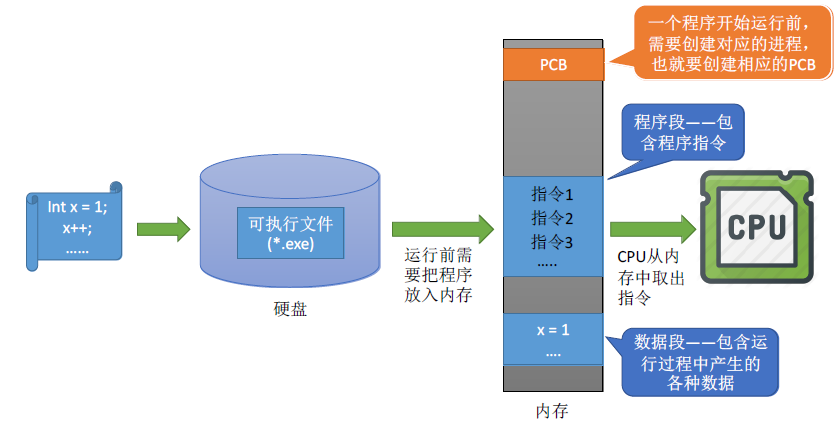 Int x = 1;
x++;
......
可执行文件
(*.exe)
硬盘
运行前需
要把程序
放入内存
PCB
指令1
指令2
指令3
.....
x = 1
....
内存
一个程序开始运行前,
需要创建对应的进程,
也就要创建相应的PCB
程序段——包
含程序指令
CPU从内
存中取出
指令
CPU
数据段——包含运
行过程中产生的
各种数据